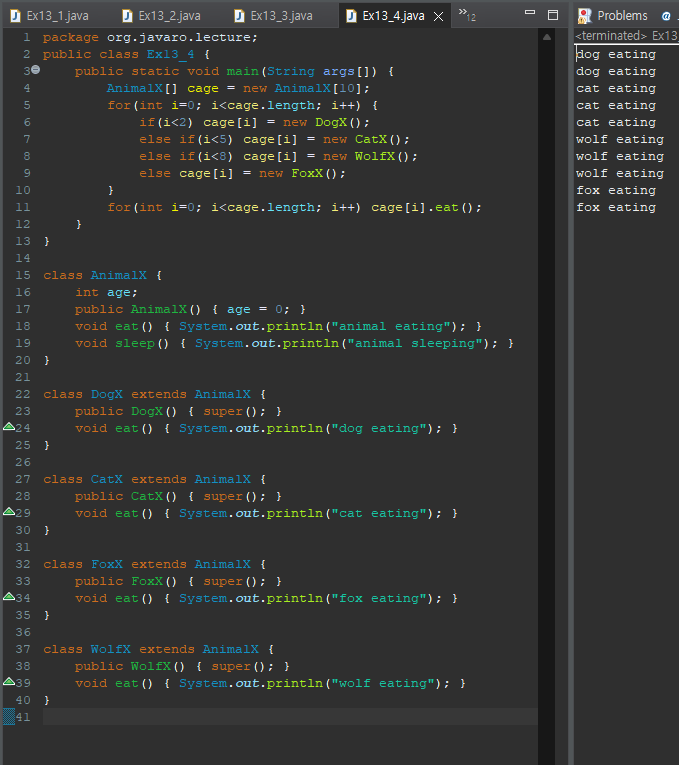 Ex13_1.java Ex13_2.java Ex13_3.java Ex13_4.java »12 Problems @
<terminated> Ex13
1 package org.javaro.lecture;
2 public class Ex13_4 {
3 public static void main(String args[]) {
4 AnimalX[] cage = new AnimalX[10];
5 for(int i=0; i<cage.length; i++) {
6 if(i<2) cage[i] = new DogX();
7 else if(i<5) cage[i] = new CatX();
8 else if(i<8) cage[i] = new WolfX();
9 else cage[i] = new FoxX();
10 }
11 for(int i=0; i<cage.length; i++) cage[i].eat();
12 }
13 }
14
15 class AnimalX {
16 int age;
17 public AnimalX() { age = 0; }
18 void eat() { System.out.println("animal eating"); }
19 void sleep() { System.out.println("animal sleeping"); }
20 }
21
22 class DogX extends AnimalX {
23 public DogX() { super(); }
24 void eat() { System.out.println("dog eating"); }
25 }
26
27 class CatX extends AnimalX {
28 public CatX() { super(); }
29 void eat() { System.out.println("cat eating"); }
30 }
31
32 class FoxX extends AnimalX {
33 public FoxX() { super(); }
34 void eat() { System.out.println("fox eating"); }
35 }
36
37 class WolfX extends AnimalX {
38 public WolfX() { super(); }
39 void eat() { System.out.println("wolf eating"); }
40 }
41
dog eating
dog eating
cat eating
cat eating
cat eating
wolf eating
wolf eating
wolf eating
fox eating
fox eating